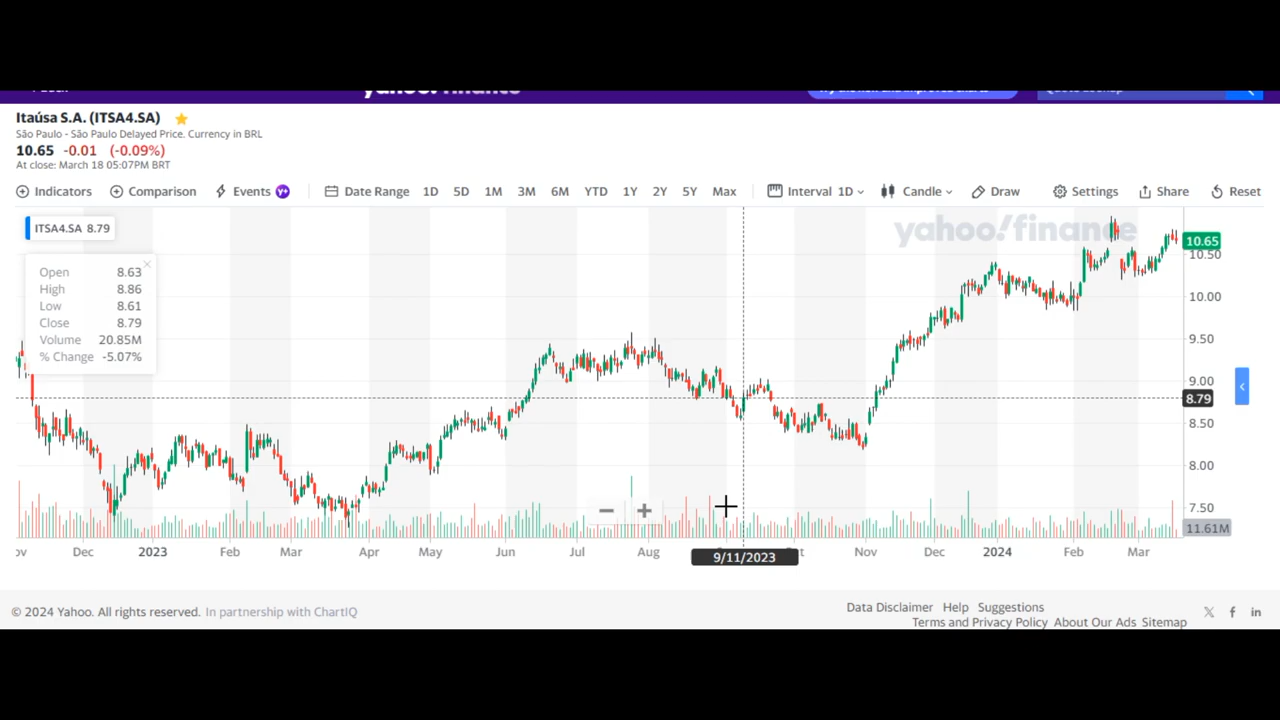 yahoo! finance
Itaúsa S.A. (ITSA4.SA)
São Paulo - São Paulo Delayed Price. Currency in BRL
10.65 -0.01 (-0.09%)
At close: March 18 05:07PM BRT
Indicators Comparison Events Y+ Date Range 1D 5D 1M 3M 6M YTD 1Y 2Y 5Y Max Interval 1D Candle Draw Settings Share Reset
ITSA4.SA 8.79
yahoo!finance
Open 8.63
High 8.86
Low 8.61
Close 8.79
Volume 20.85M
% Change -5.07%
10.65
10.50
10.00
9.50
9.00
8.79
8.50
8.00
7.50
11.61M
Dec 2023 Feb Mar Apr May Jun Jul Aug Nov Dec 2024 Feb Mar
9/11/2023
© 2024 Yahoo. All rights reserved. In partnership with ChartIQ
Data Disclaimer Help Suggestions
Terms and Privacy Policy About Our Ads Sitemap